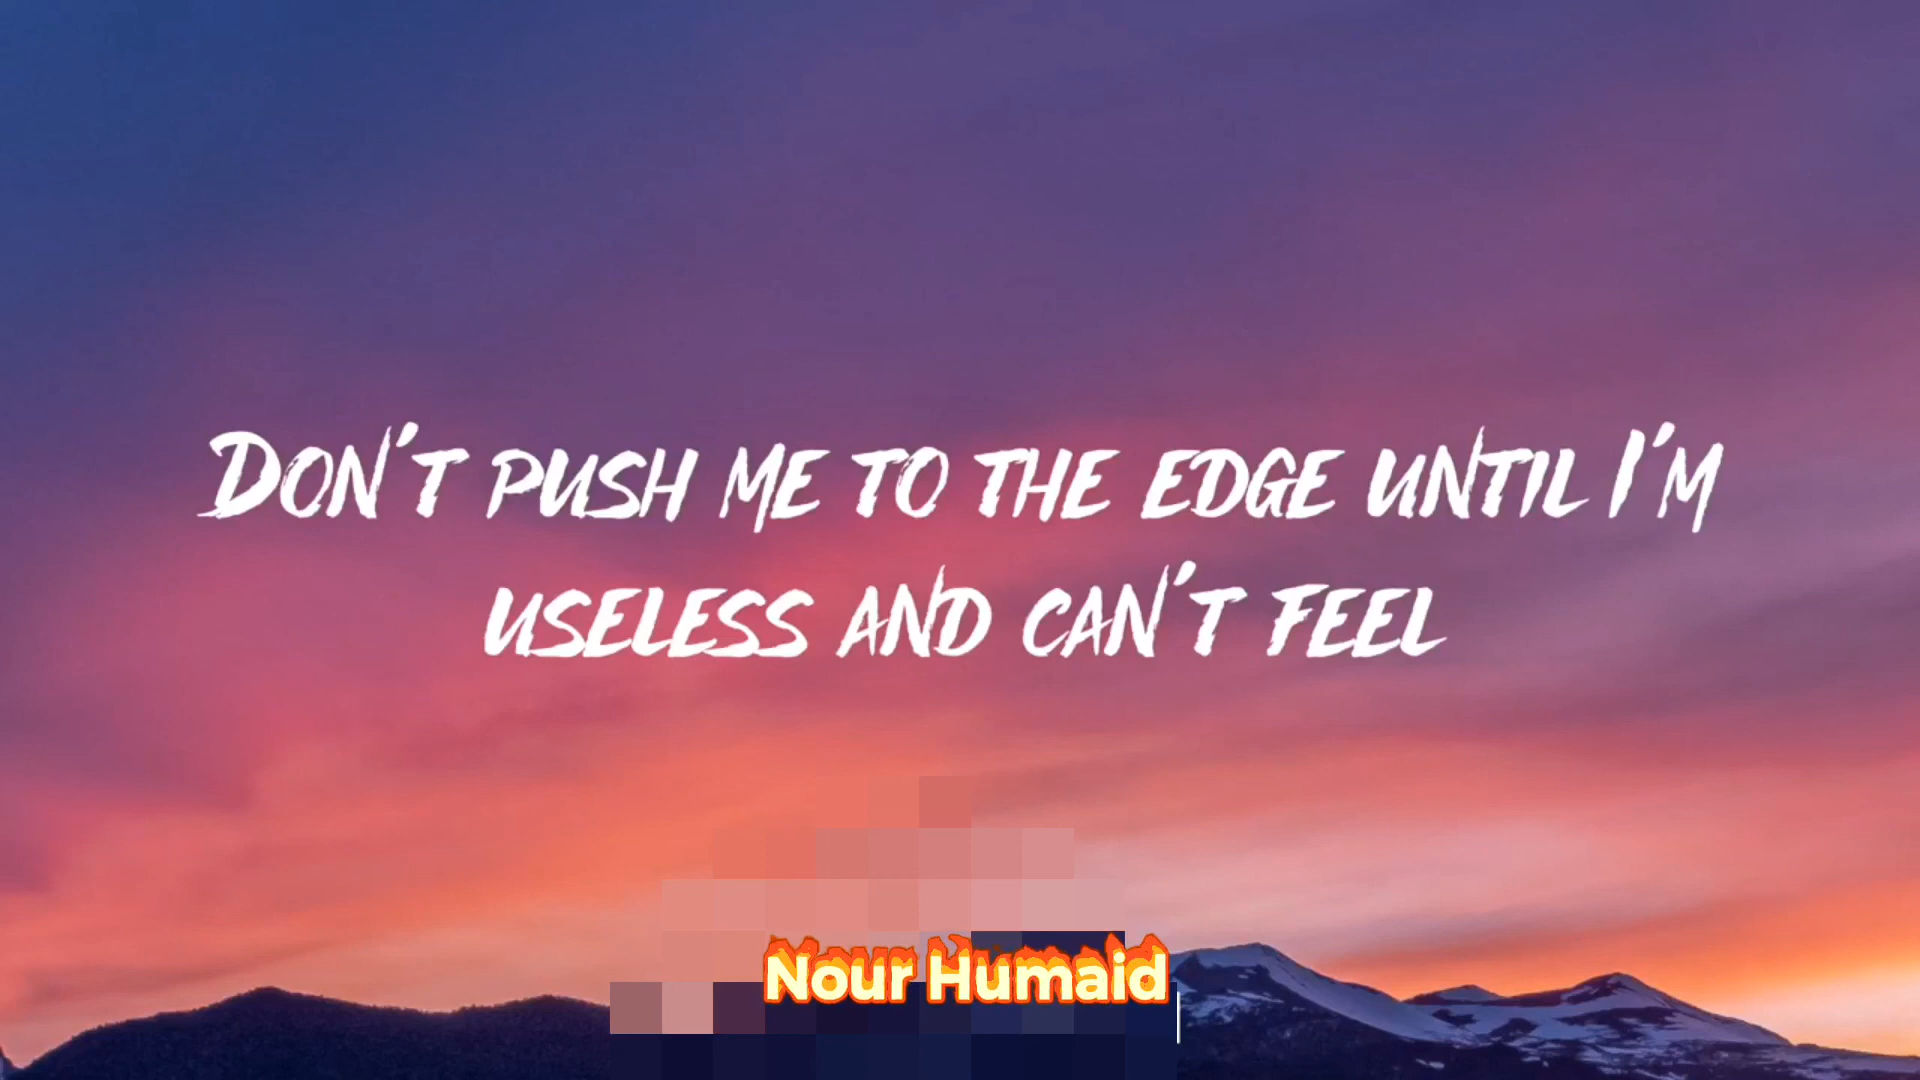 Don't push me to the edge until I'm
useless and can't feel
Nour Humaid